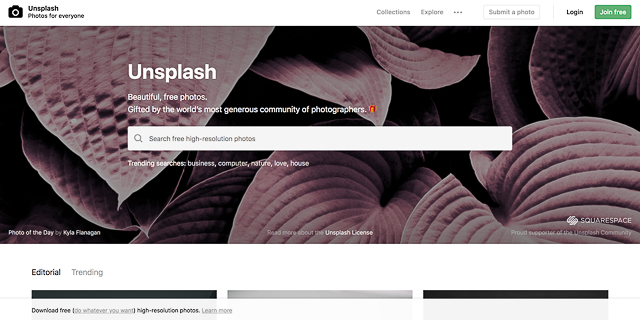 Unsplash
Photos for everyone
Collections
Explore
Submit a photo
Login
Join free
Unsplash
Beautiful, free photos.
Gifted by the world's most generous community of photographers.
Search free high-resolution photos
Trending searches: business, computer, nature, love, house
SQUARESPACE
Photo of the Day by Kyla Flanagan
Read more about the Unsplash License
Proud supporter of the Unsplash Community
Editorial
Trending
Download free (do whatever you want) high-resolution photos. Learn more